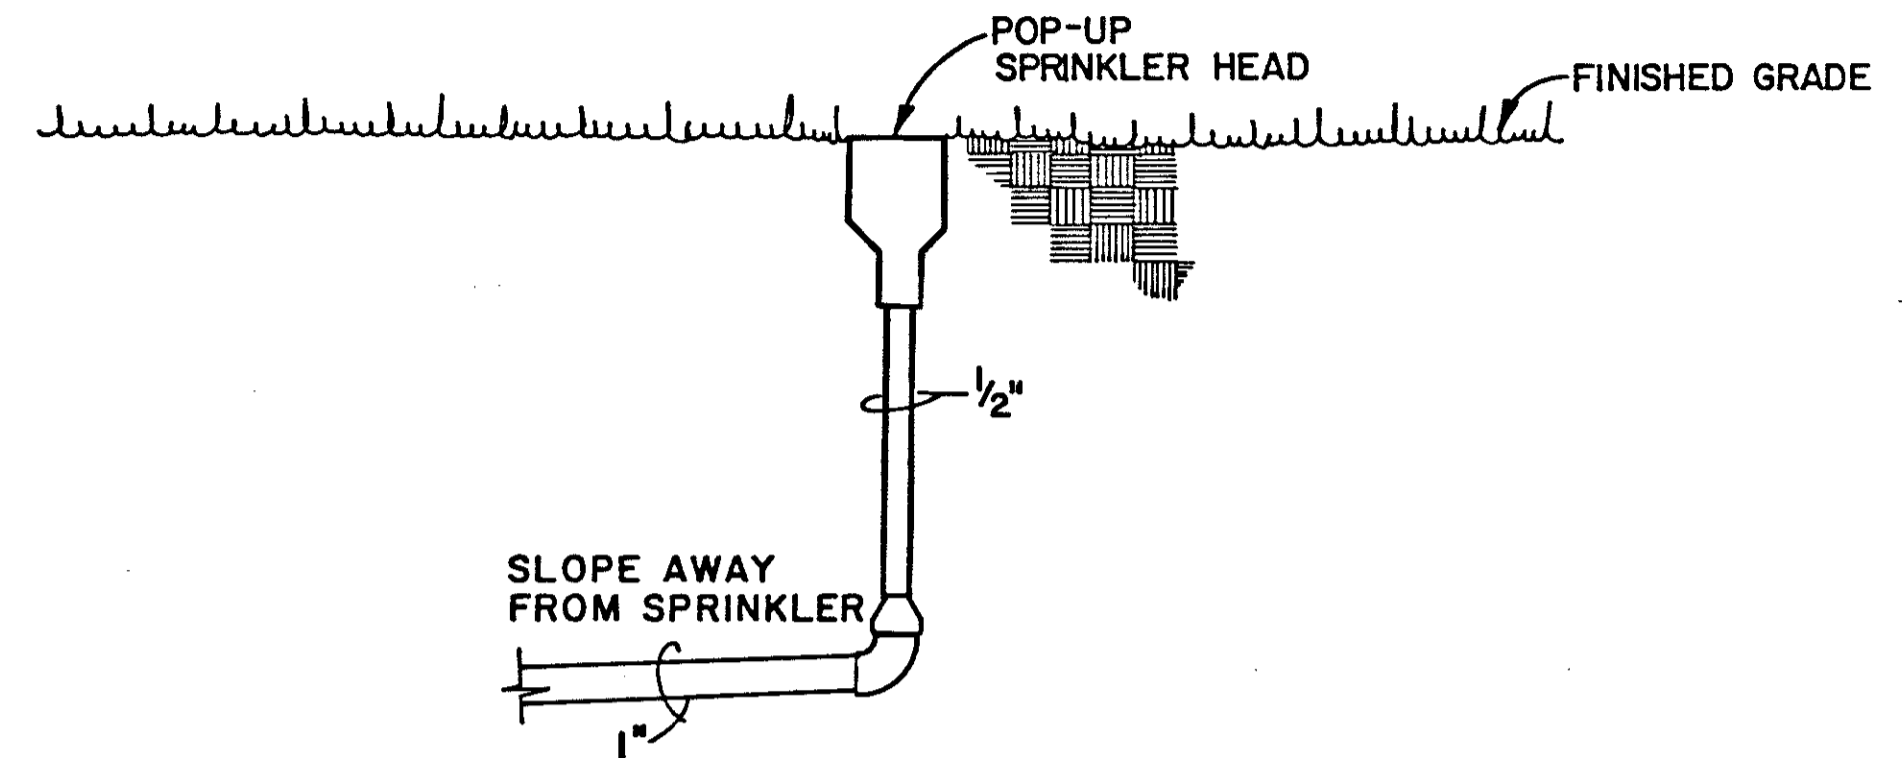 POP-UP
SPRINKLER HEAD
FINISHED GRADE
1/2"
SLOPE AWAY
FROM SPRINKLER
1"